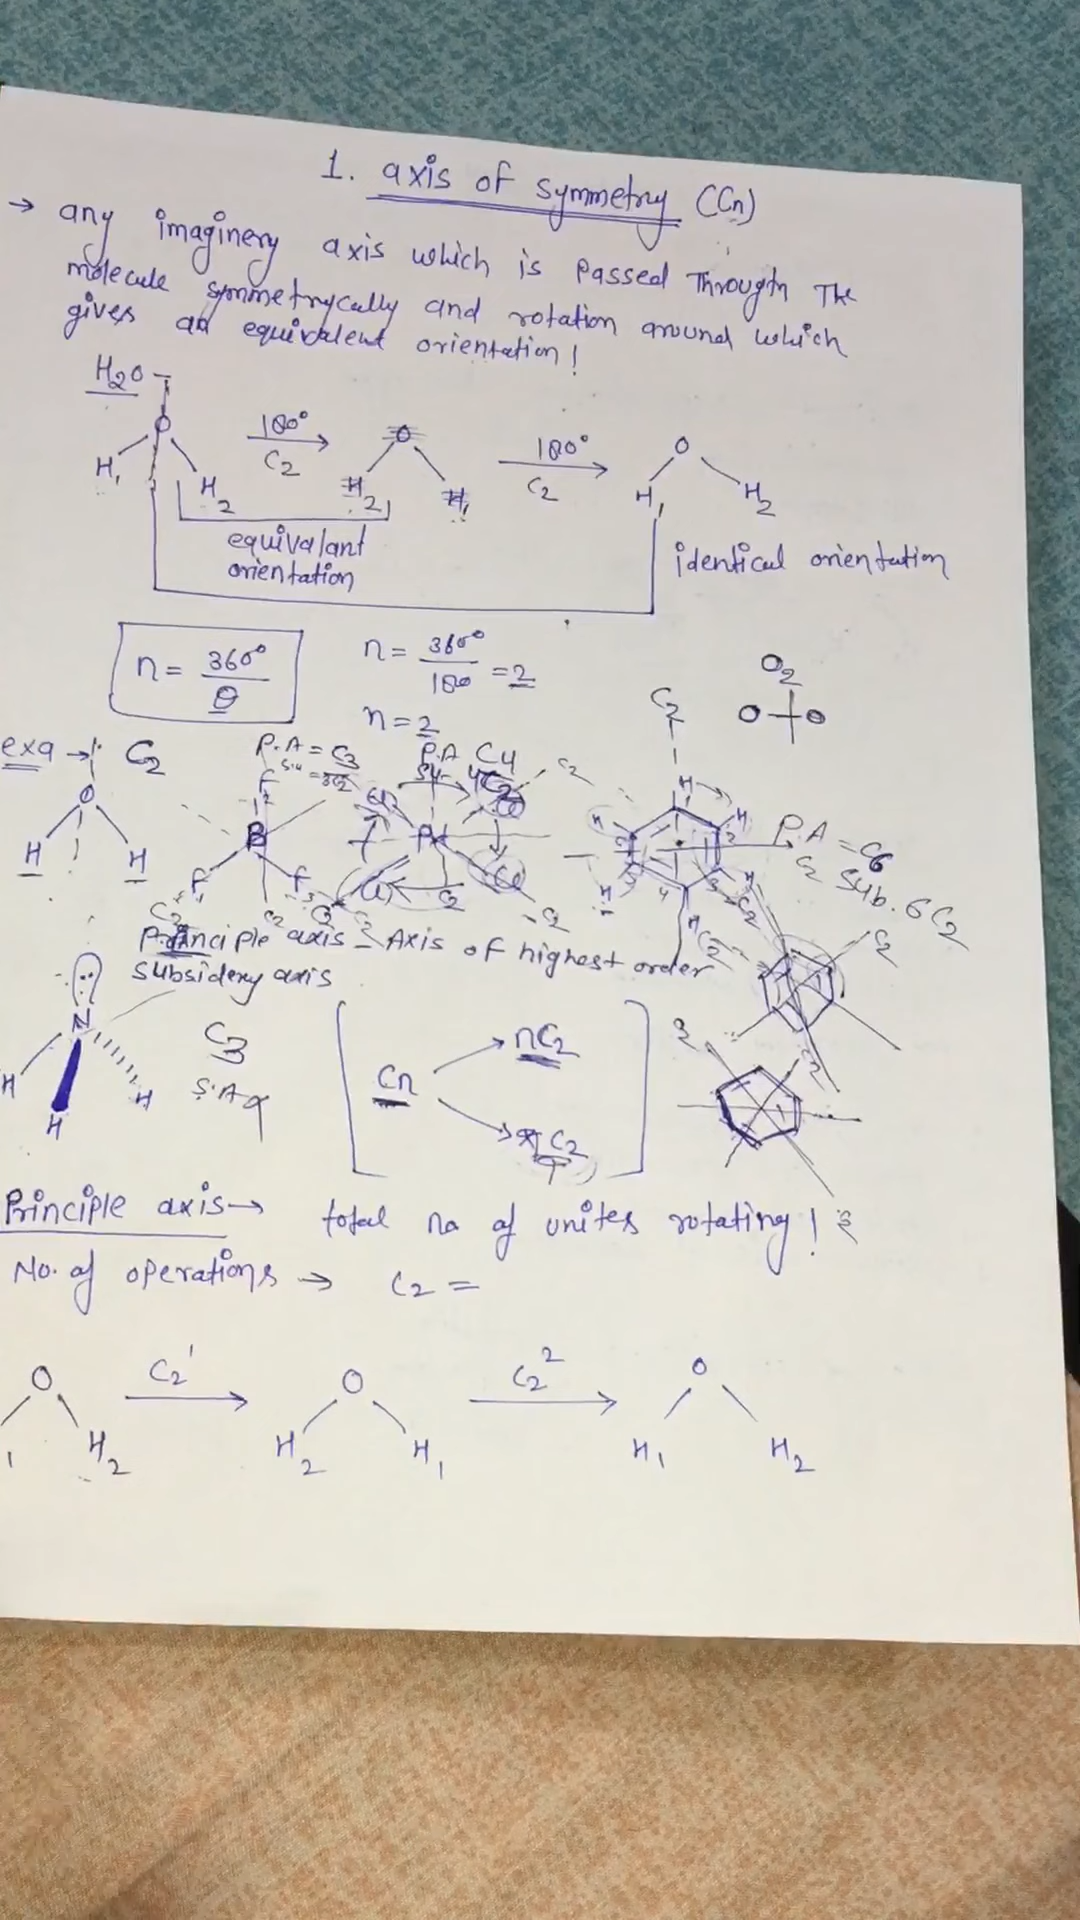 1. axis of symmetry (Cn)
→ any imaginery axis which is passed Through The
molecule symmetrycally and rotation around which
gives an equivalent orientation!
H2O
O H1 H2
180° C2
O H2 H1
180° C2
O H1 H2
equivalant
orientation
identical orientation
n = 360° / θ
n = 360° / 180 = 2
n = 2
O2
O + O
exa → C2
O H H
P.A = C3
B F F F
P.A C4
C2
P.A = C6
C2 Sub. 6C2
Principle axis - Axis of highest order
subsidery axis
N H H H
C3
S.A
Cn → nC2
Principle axis → total no of unites rotating!
No. of operations → C2 =
O H2
C2 1
O H2 H1
C2 2
O H1 H2